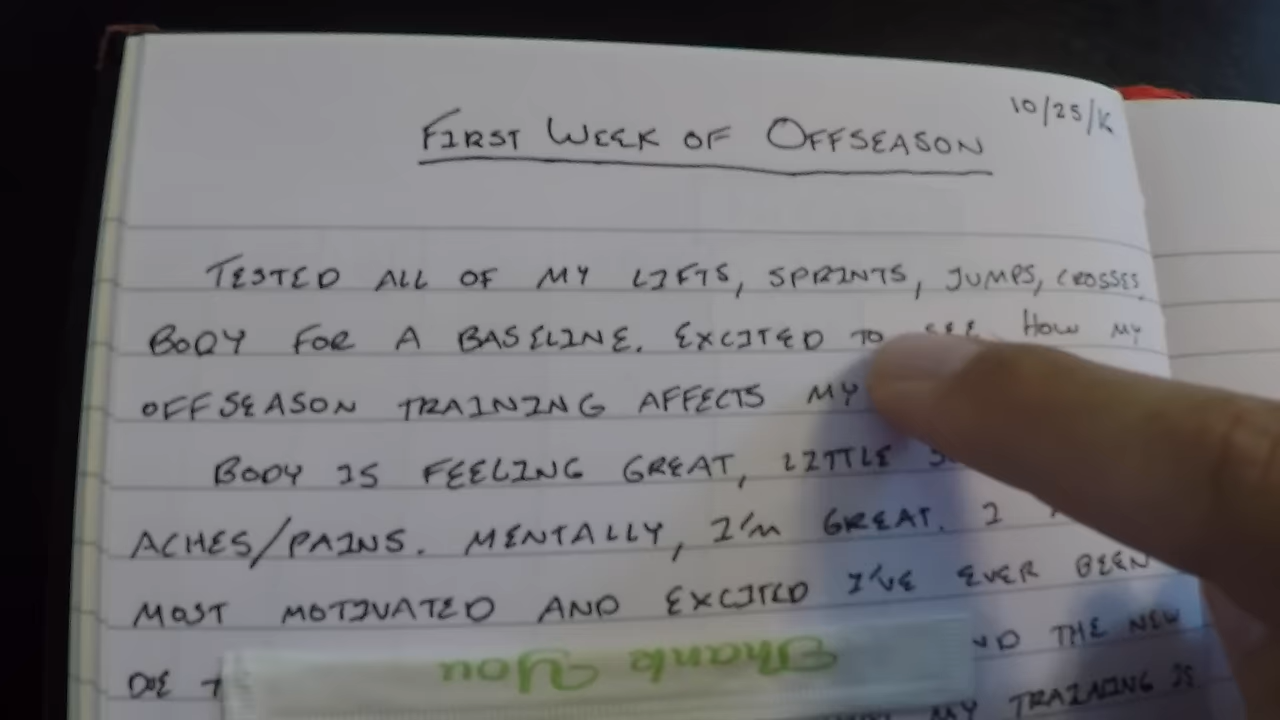 10/25/16
First Week of Offseason
Tested all of my lifts, sprints, jumps, crosses,
body for a baseline. Excited to see how my
offseason training affects my
Body is feeling great, little
aches/pains. Mentally, I'm great. I
most motivated and excited I've ever been
the new
Thank You
my training is